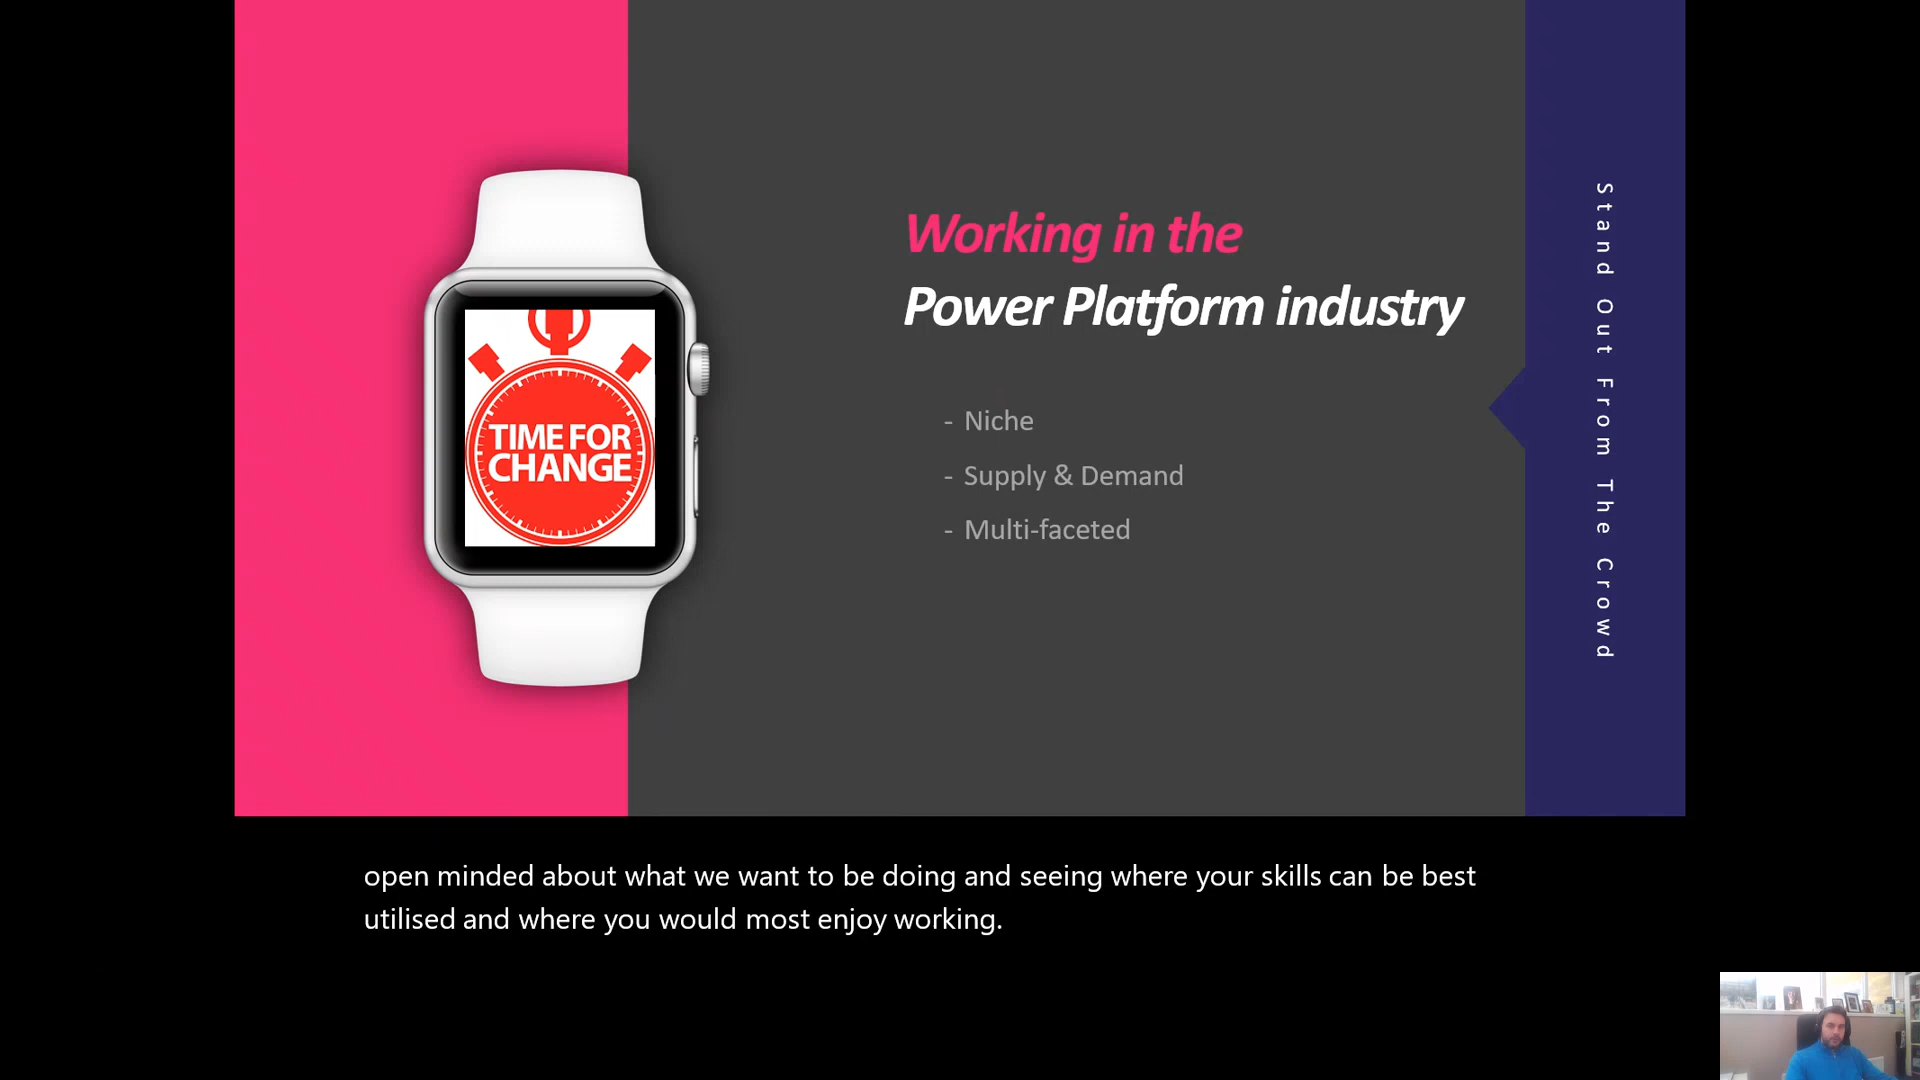 Working in the
Power Platform industry
- Niche
- Supply & Demand
- Multi-faceted
TIME FOR
CHANGE
Stand Out From The Crowd
open minded about what we want to be doing and seeing where your skills can be best
utilised and where you would most enjoy working.